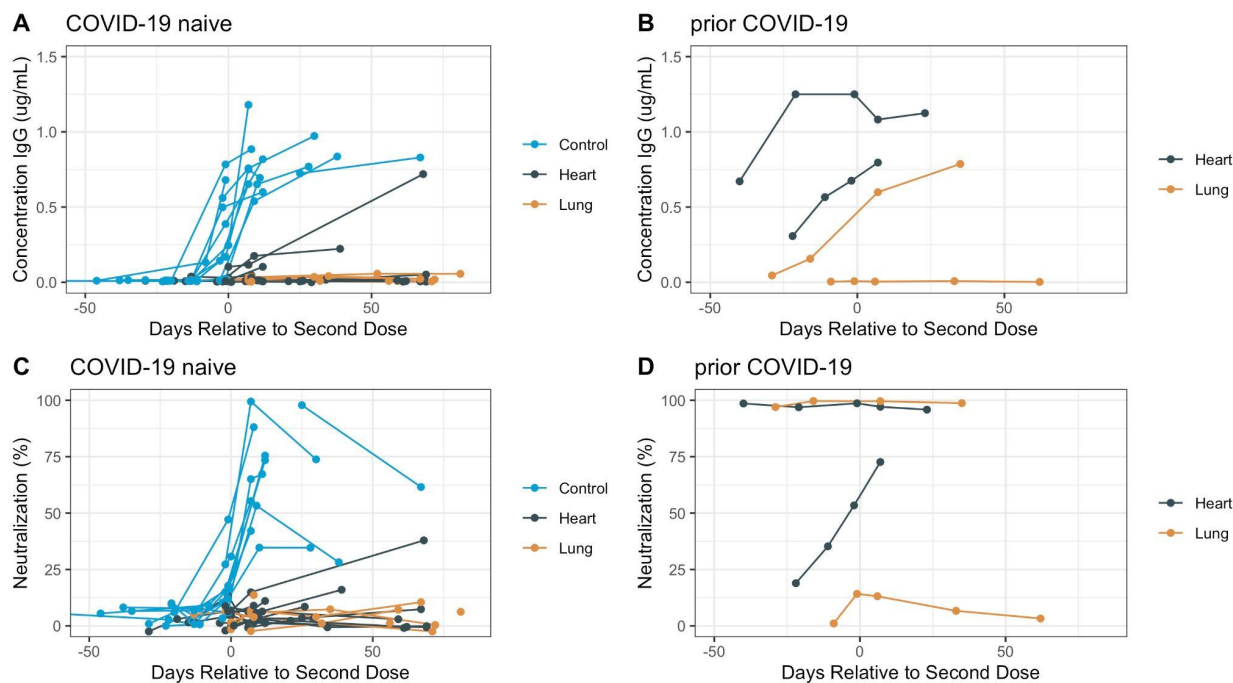 A COVID-19 naive
Concentration IgG (ug/mL)
1.5
1.0
0.5
0.0
-50 0 50
Days Relative to Second Dose
Control
Heart
Lung
B prior COVID-19
Concentration IgG (ug/mL)
1.5
1.0
0.5
0.0
-50 0 50
Days Relative to Second Dose
Heart
Lung
C COVID-19 naive
Neutralization (%)
100
75
50
25
0
-50 0 50
Days Relative to Second Dose
Control
Heart
Lung
D prior COVID-19
Neutralization (%)
100
75
50
25
0
-50 0 50
Days Relative to Second Dose
Heart
Lung